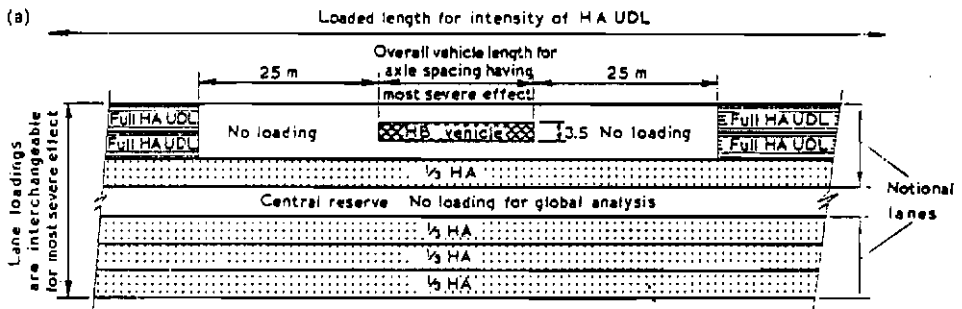 (a)
Loaded length for intensity of HA UDL
Overall vehicle length for
axle spacing having
most severe effect
25 m
25 m
Full HA UDL
Full HA UDL
No loading
HB vehicle
3.5
No loading
Full HA UDL
Full HA UDL
⅓ HA
Central reserve No loading for global analysis
⅓ HA
⅓ HA
⅓ HA
Lane loadings
are interchangeable
for most severe effect
Notional
lanes